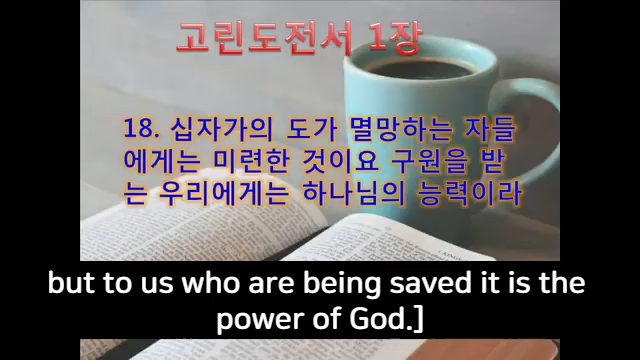 고린도전서 1장
18. 십자가의 도가 멸망하는 자들
에게는 미련한 것이요 구원을 받
는 우리에게는 하나님의 능력이라
but to us who are being saved it is the
power of God.]